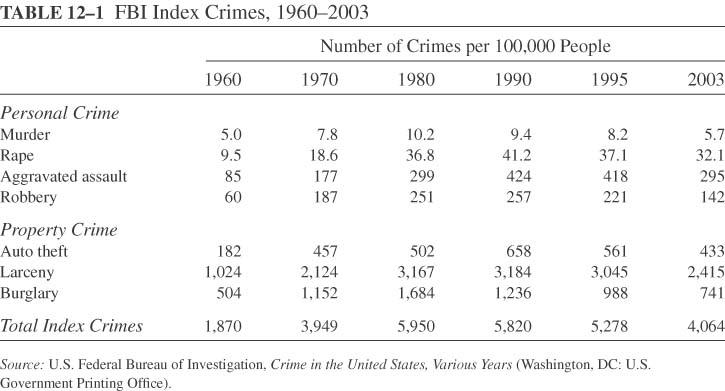 TABLE 12–1 FBI Index Crimes, 1960–2003
Number of Crimes per 100,000 People
1960 1970 1980 1990 1995 2003
Personal Crime
Murder 5.0 7.8 10.2 9.4 8.2 5.7
Rape 9.5 18.6 36.8 41.2 37.1 32.1
Aggravated assault 85 177 299 424 418 295
Robbery 60 187 251 257 221 142
Property Crime
Auto theft 182 457 502 658 561 433
Larceny 1,024 2,124 3,167 3,184 3,045 2,415
Burglary 504 1,152 1,684 1,236 988 741
Total Index Crimes 1,870 3,949 5,950 5,820 5,278 4,064
Source: U.S. Federal Bureau of Investigation, Crime in the United States, Various Years (Washington, DC: U.S.
Government Printing Office).